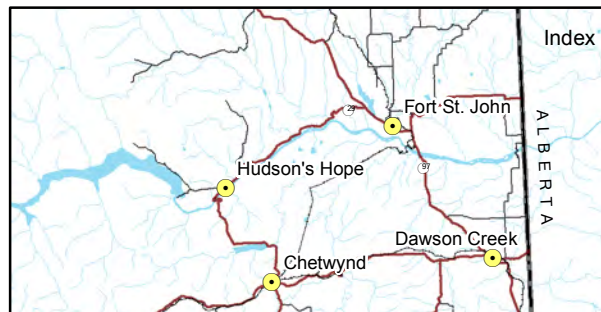 Index
Fort St. John
29
ALBERTA
97
Hudson's Hope
Dawson Creek
Chetwynd